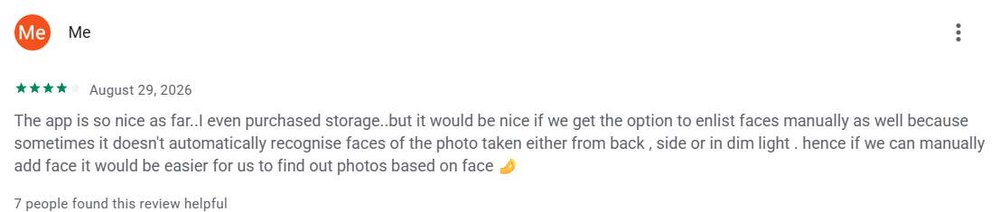 Me Me
August 29, 2026
The app is so nice as far..I even purchased storage..but it would be nice if we get the option to enlist faces manually as well because
sometimes it doesn't automatically recognise faces of the photo taken either from back , side or in dim light . hence if we can manually
add face it would be easier for us to find out photos based on face 🤌
7 people found this review helpful